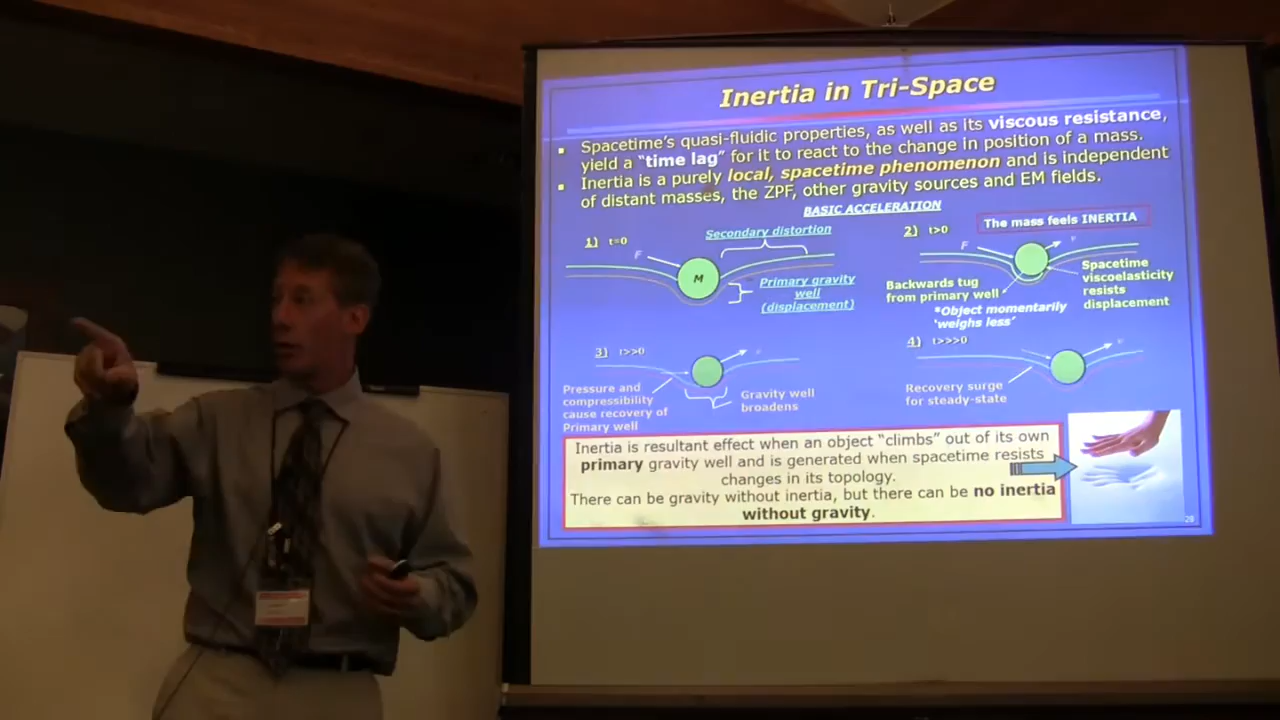 Inertia in Tri-Space
▪ Spacetime's quasi-fluidic properties, as well as its viscous resistance,
yield a "time lag" for it to react to the change in position of a mass.
▪ Inertia is a purely local, spacetime phenomenon and is independent
of distant masses, the ZPF, other gravity sources and EM fields.
BASIC ACCELERATION
1) t=0
Secondary distortion
F
M
Primary gravity
well
(displacement)
2) t>0
The mass feels INERTIA
F
v
Backwards tug
from primary well
*Object momentarily
'weighs less'
Spacetime
viscoelasticity
resists
displacement
3) t>>0
v
Pressure and
compressibility
cause recovery of
Primary well
Gravity well
broadens
4) t>>>0
v
Recovery surge
for steady-state
Inertia is resultant effect when an object "climbs" out of its own
primary gravity well and is generated when spacetime resists
changes in its topology.
There can be gravity without inertia, but there can be no inertia
without gravity.
28